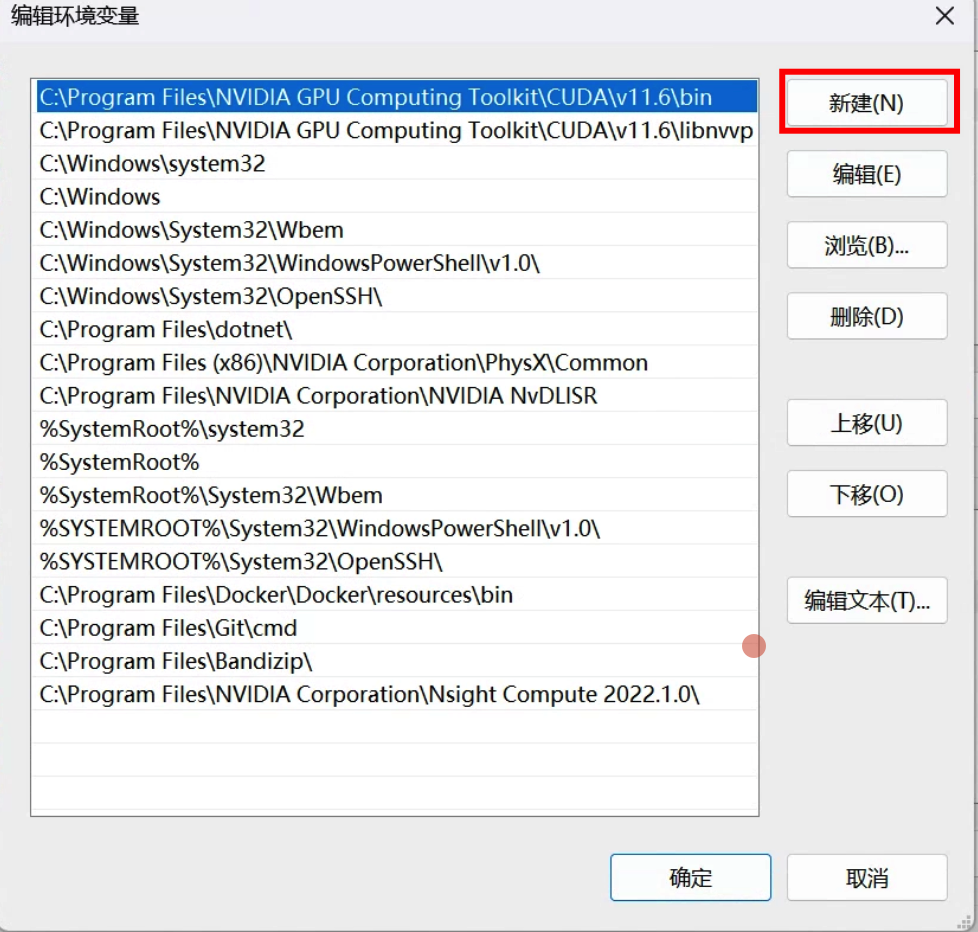 编辑环境变量
C:\Program Files\NVIDIA GPU Computing Toolkit\CUDA\v11.6\bin
C:\Program Files\NVIDIA GPU Computing Toolkit\CUDA\v11.6\libnvvp
C:\Windows\system32
C:\Windows
C:\Windows\System32\Wbem
C:\Windows\System32\WindowsPowerShell\v1.0\
C:\Windows\System32\OpenSSH\
C:\Program Files\dotnet\
C:\Program Files (x86)\NVIDIA Corporation\PhysX\Common
C:\Program Files\NVIDIA Corporation\NVIDIA NvDLISR
%SystemRoot%\system32
%SystemRoot%
%SystemRoot%\System32\Wbem
%SYSTEMROOT%\System32\WindowsPowerShell\v1.0\
%SYSTEMROOT%\System32\OpenSSH\
C:\Program Files\Docker\Docker\resources\bin
C:\Program Files\Git\cmd
C:\Program Files\Bandizip\
C:\Program Files\NVIDIA Corporation\Nsight Compute 2022.1.0\
新建(N)
编辑(E)
浏览(B)...
删除(D)
上移(U)
下移(O)
编辑文本(T)...
确定
取消